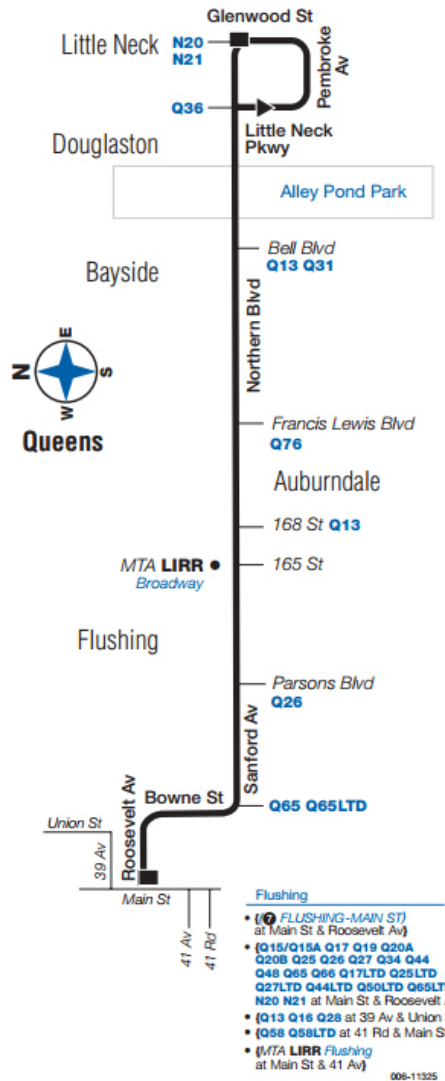 Glenwood St
Little Neck
N20
N21
Pembroke
Av
Q36
Little Neck
Pkwy
Douglaston
Alley Pond Park
Bell Blvd
Q13 Q31
Bayside
Northern Blvd
N
E
S
W
Queens
Francis Lewis Blvd
Q76
Auburndale
168 St Q13
MTA LIRR
Broadway
165 St
Flushing
Parsons Blvd
Q26
Sanford Av
Roosevelt Av
Bowne St
Q65 Q65LTD
Union St
39 Av
Main St
41 Av
41 Rd
Flushing
• {(7 FLUSHING-MAIN ST)
at Main St & Roosevelt Av}
• {Q15/Q15A Q17 Q19 Q20A
Q20B Q25 Q26 Q27 Q34 Q44
Q48 Q65 Q66 Q17LTD Q25LTD
Q27LTD Q44LTD Q50LTD Q65LT
N20 N21 at Main St & Roosevelt
• {Q13 Q16 Q28 at 39 Av & Union
• {Q58 Q58LTD at 41 Rd & Main St
• {MTA LIRR Flushing
at Main St & 41 Av}
006-11325